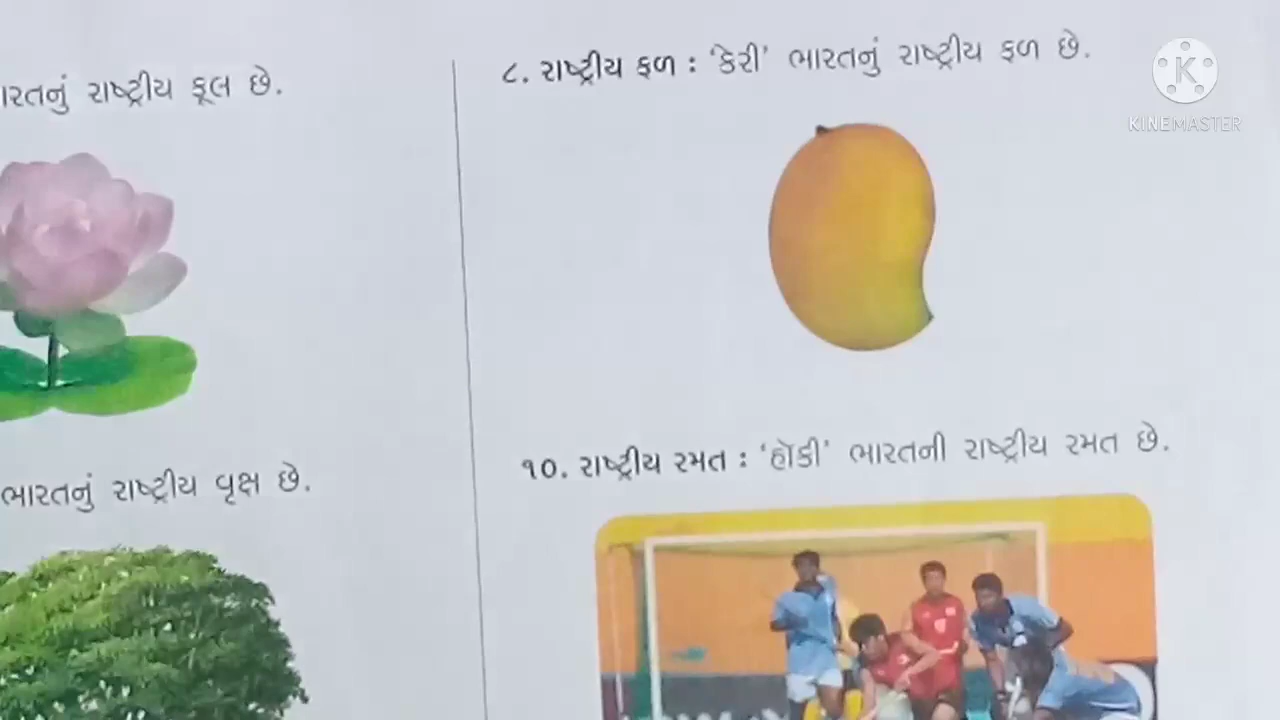 ારતનું રાષ્ટ્રીય ફૂલ છે.
૮. રાષ્ટ્રીય ફળ : ‘કેરી’ ભારતનું રાષ્ટ્રીય ફળ છે.
KINEMASTER
ભારતનું રાષ્ટ્રીય વૃક્ષ છે.
૧૦. રાષ્ટ્રીય રમત : ‘હૉકી’ ભારતની રાષ્ટ્રીય રમત છે.